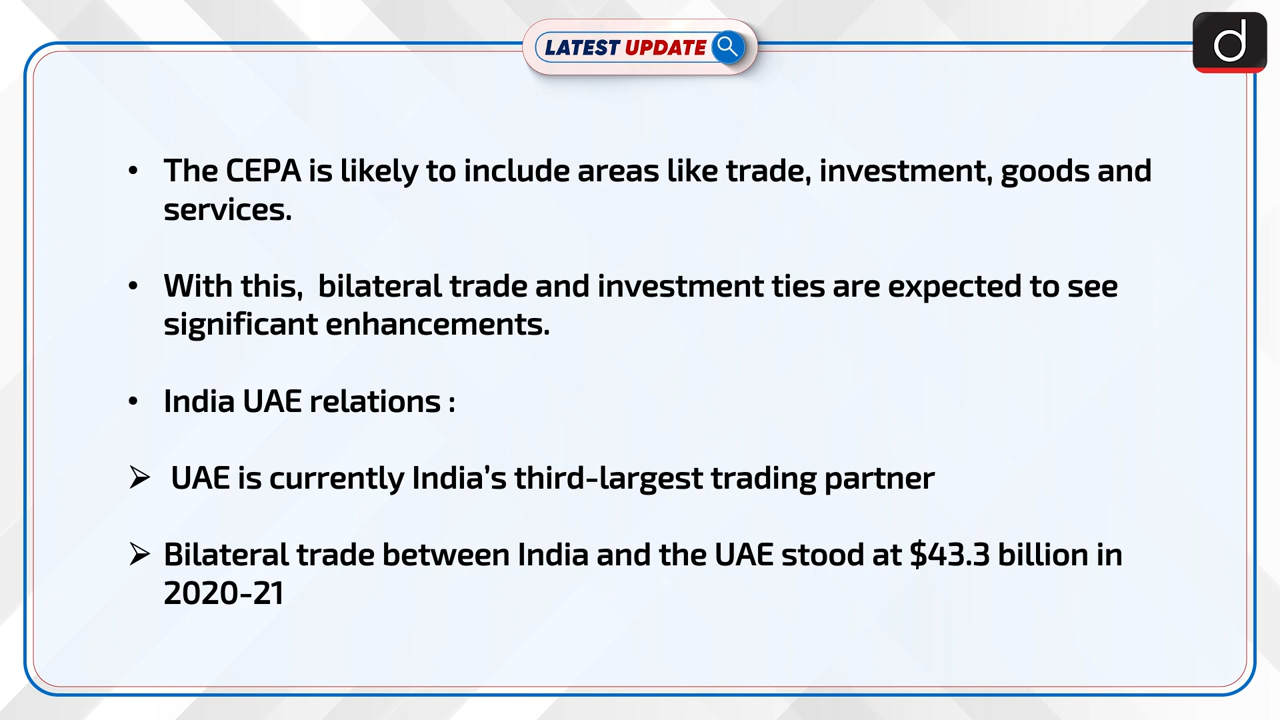 LATEST UPDATE
d
• The CEPA is likely to include areas like trade, investment, goods and
services.
• With this,  bilateral trade and investment ties are expected to see
significant enhancements.
• India UAE relations :
➢ UAE is currently India’s third-largest trading partner
➢ Bilateral trade between India and the UAE stood at $43.3 billion in
2020-21